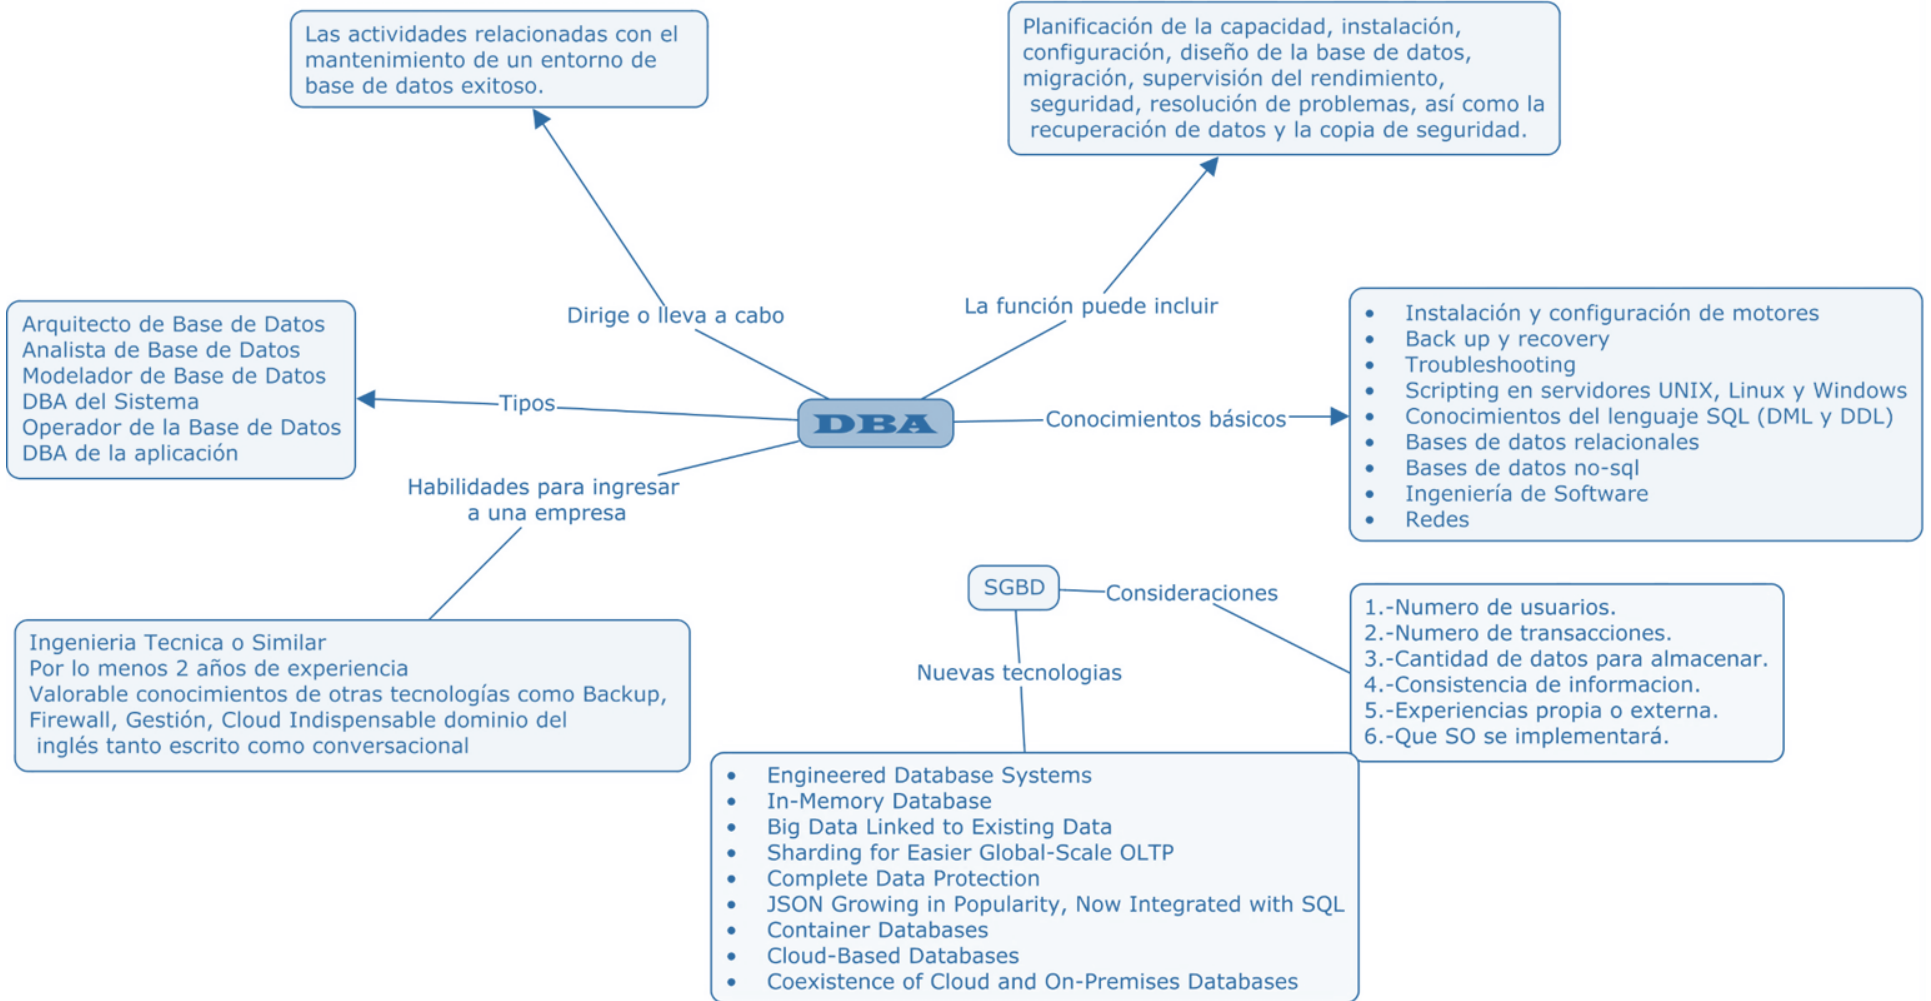 Las actividades relacionadas con el
mantenimiento de un entorno de
base de datos exitoso.
Planificación de la capacidad, instalación,
configuración, diseño de la base de datos,
migración, supervisión del rendimiento,
seguridad, resolución de problemas, así como la
recuperación de datos y la copia de seguridad.
Dirige o lleva a cabo
La función puede incluir
Arquitecto de Base de Datos
Analista de Base de Datos
Modelador de Base de Datos
DBA del Sistema
Operador de la Base de Datos
DBA de la aplicación
Tipos
DBA
Conocimientos básicos
• Instalación y configuración de motores
• Back up y recovery
• Troubleshooting
• Scripting en servidores UNIX, Linux y Windows
• Conocimientos del lenguaje SQL (DML y DDL)
• Bases de datos relacionales
• Bases de datos no-sql
• Ingeniería de Software
• Redes
Habilidades para ingresar
a una empresa
Ingenieria Tecnica o Similar
Por lo menos 2 años de experiencia
Valorable conocimientos de otras tecnologías como Backup,
Firewall, Gestión, Cloud Indispensable dominio del
inglés tanto escrito como conversacional
SGBD
Consideraciones
1.-Numero de usuarios.
2.-Numero de transacciones.
3.-Cantidad de datos para almacenar.
4.-Consistencia de informacion.
5.-Experiencias propia o externa.
6.-Que SO se implementará.
Nuevas tecnologias
• Engineered Database Systems
• In-Memory Database
• Big Data Linked to Existing Data
• Sharding for Easier Global-Scale OLTP
• Complete Data Protection
• JSON Growing in Popularity, Now Integrated with SQL
• Container Databases
• Cloud-Based Databases
• Coexistence of Cloud and On-Premises Databases